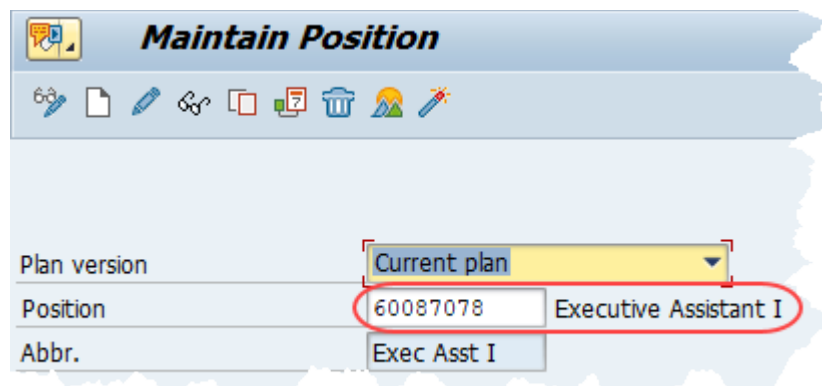 Maintain Position
Plan version Current plan
Position 60087078 Executive Assistant I
Abbr. Exec Asst I